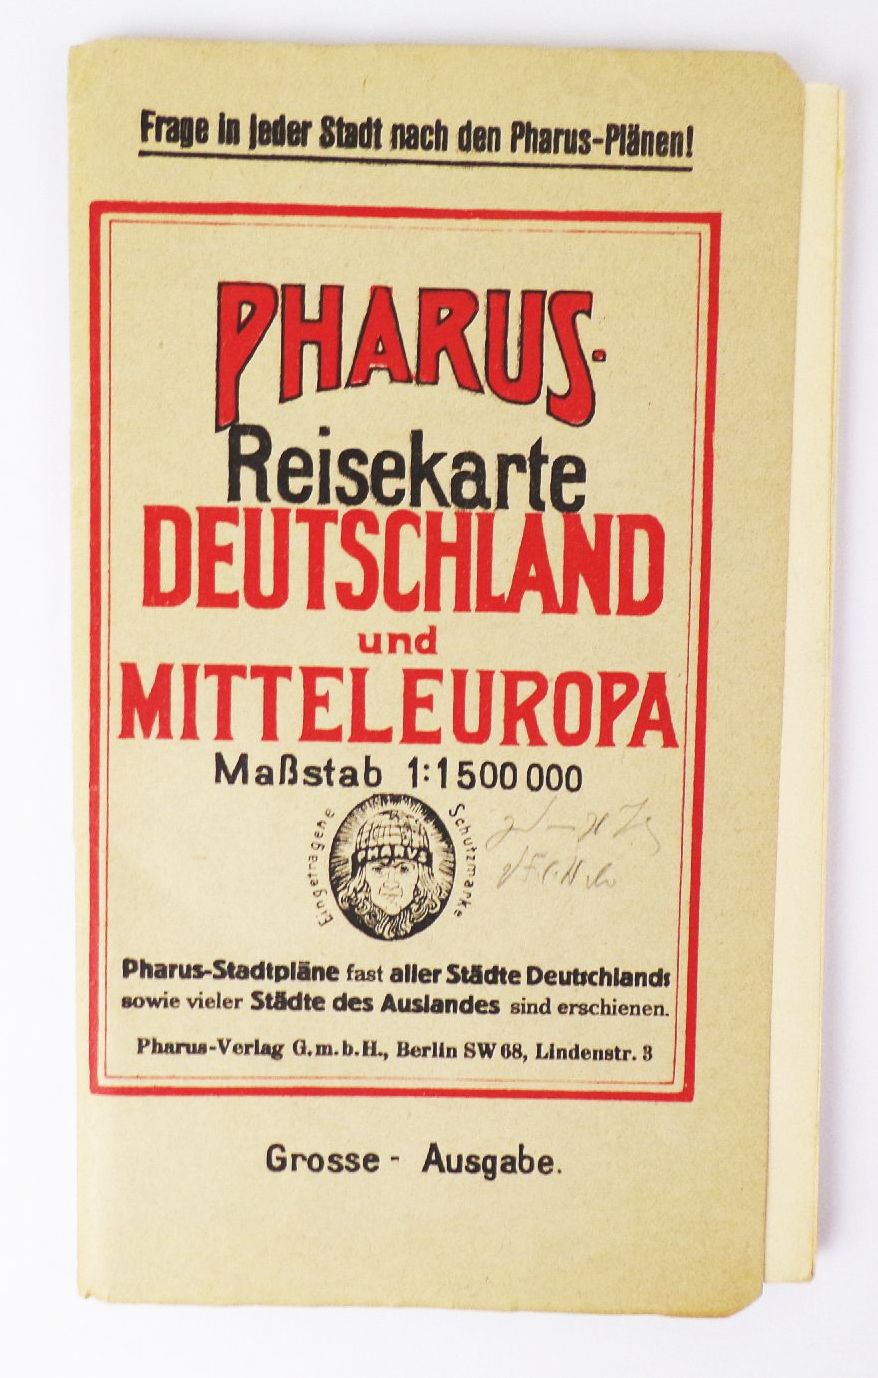 Frage in jeder Stadt nach den Pharus-Plänen!
PHARUS-
Reisekarte
DEUTSCHLAND
und
MITTELEUROPA
Maßstab 1:1500000
Eingetragene Schutzmarke
PHARUS
Pharus-Stadtpläne fast aller Städte Deutschlands
sowie vieler Städte des Auslandes sind erschienen.
Pharus-Verlag G.m.b.H., Berlin SW 68, Lindenstr. 3
Grosse - Ausgabe.